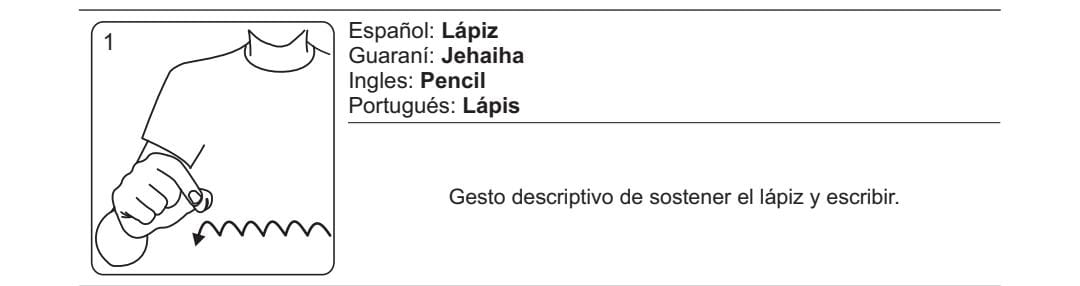 1
Español: Lápiz
Guaraní: Jehaiha
Ingles: Pencil
Portugués: Lápis
Gesto descriptivo de sostener el lápiz y escribir.